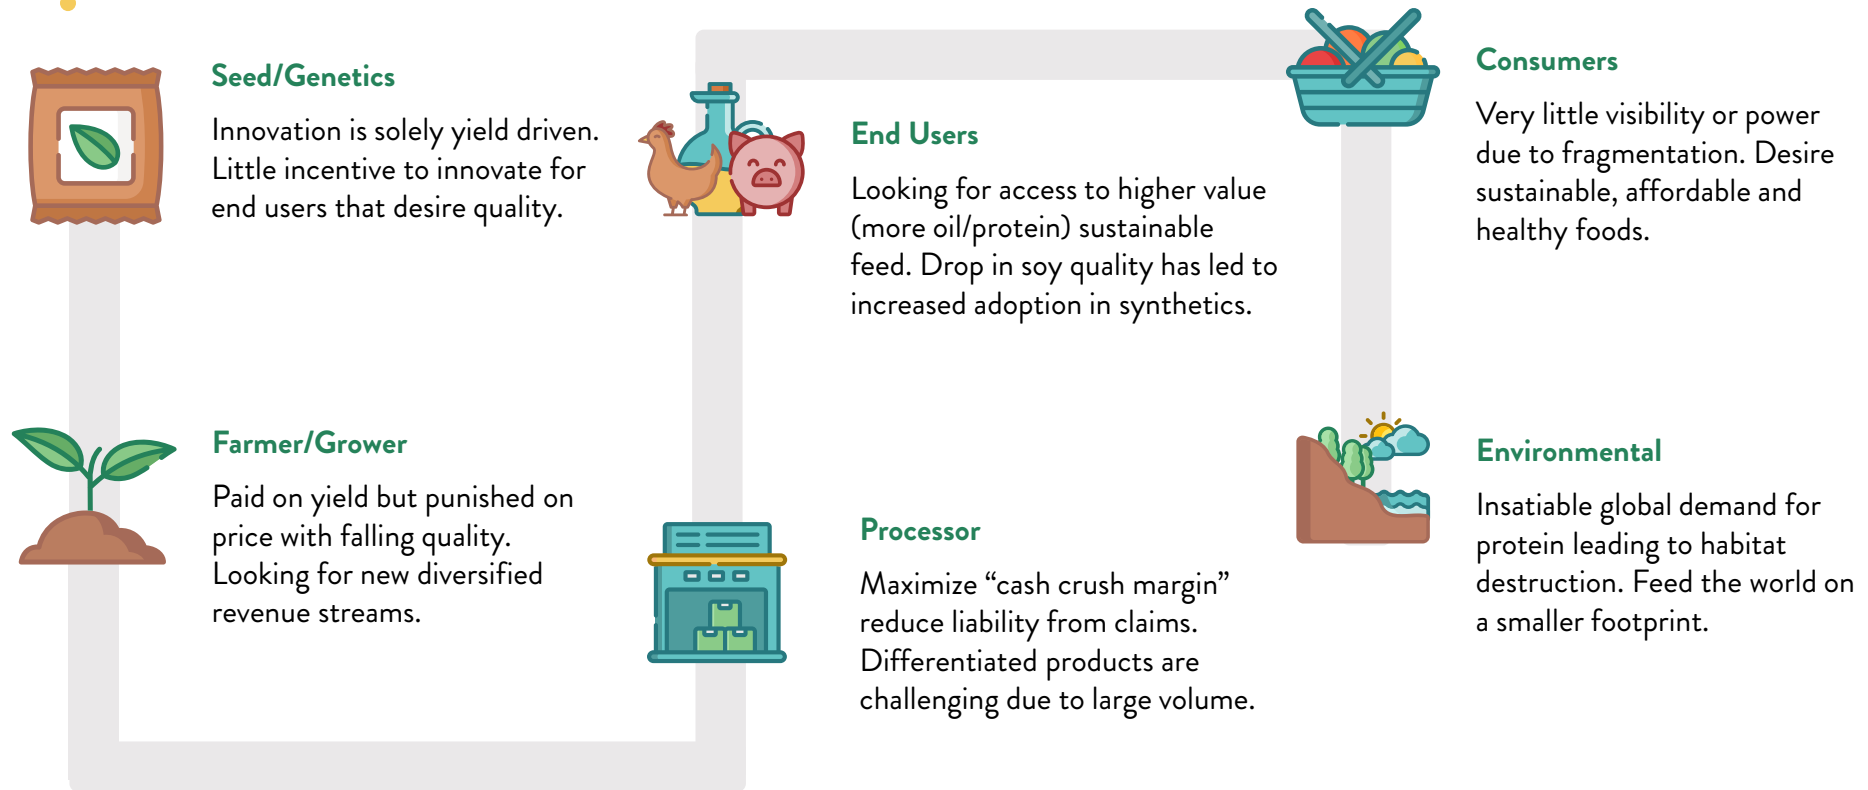 Seed/Genetics
Innovation is solely yield driven.
Little incentive to innovate for
end users that desire quality.
Farmer/Grower
Paid on yield but punished on
price with falling quality.
Looking for new diversified
revenue streams.
Processor
Maximize “cash crush margin”
reduce liability from claims.
Differentiated products are
challenging due to large volume.
End Users
Looking for access to higher value
(more oil/protein) sustainable
feed. Drop in soy quality has led to
increased adoption in synthetics.
Consumers
Very little visibility or power
due to fragmentation. Desire
sustainable, affordable and
healthy foods.
Environmental
Insatiable global demand for
protein leading to habitat
destruction. Feed the world on
a smaller footprint.